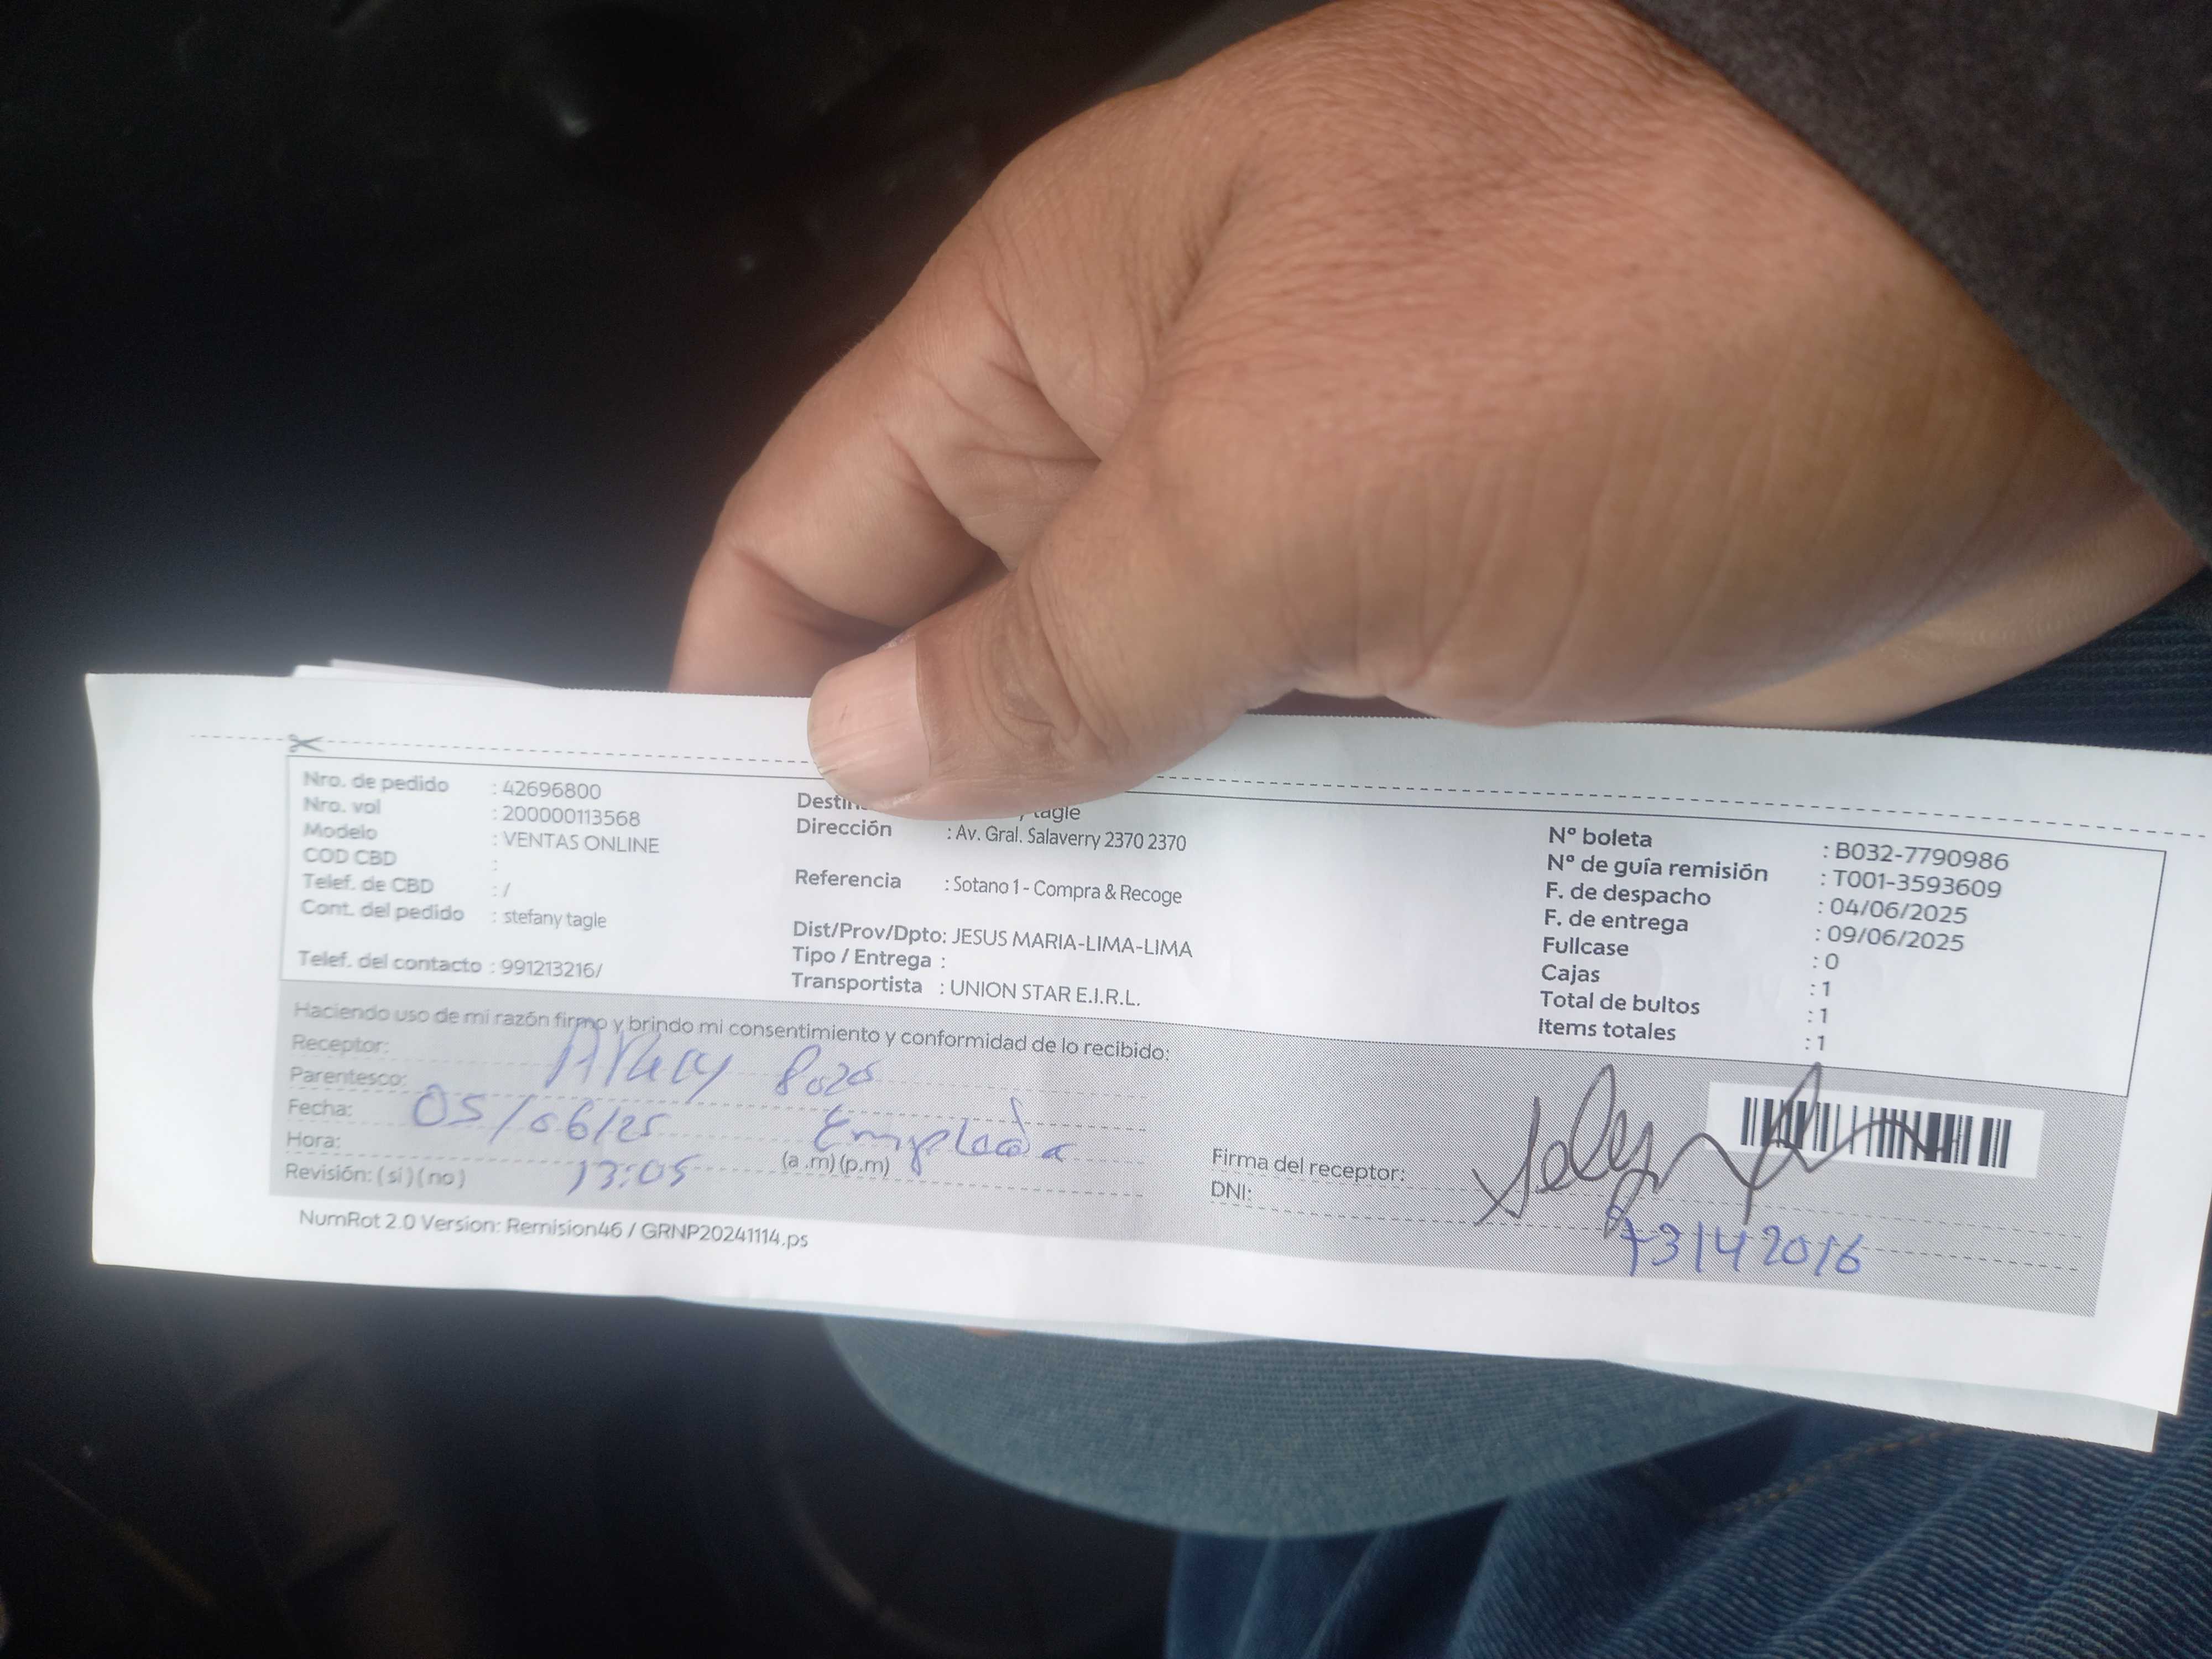 Nro. de pedido : 42696800
Nro. vol : 200000113568
Modelo : VENTAS ONLINE
COD CBD :
Telef. de CBD : /
Cont. del pedido : stefany tagle
Telef. del contacto : 991213216/
tagle
Dirección : Av. Gral. Salaverry 2370 2370
Referencia : Sotano 1 - Compra & Recoge
Dist/Prov/Dpto: JESUS MARIA-LIMA-LIMA
Tipo / Entrega :
Transportista : UNION STAR E.I.R.L.
N° boleta : B032-7790986
N° de guía remisión : T001-3593609
F. de despacho : 04/06/2025
F. de entrega : 09/06/2025
Fullcase : 0
Cajas : 1
Total de bultos : 1
Items totales : 1
Haciendo uso de mi razón firmo y brindo mi consentimiento y conformidad de lo recibido:
Receptor:
Parentesco: Empleada
Fecha: 05/06/25
Hora: 13:05 (a .m) (p.m)
Revisión: ( si ) ( no )
Firma del receptor:
DNI: 73142016
NumRot 2.0 Version: Remision46 / GRNP20241114.ps